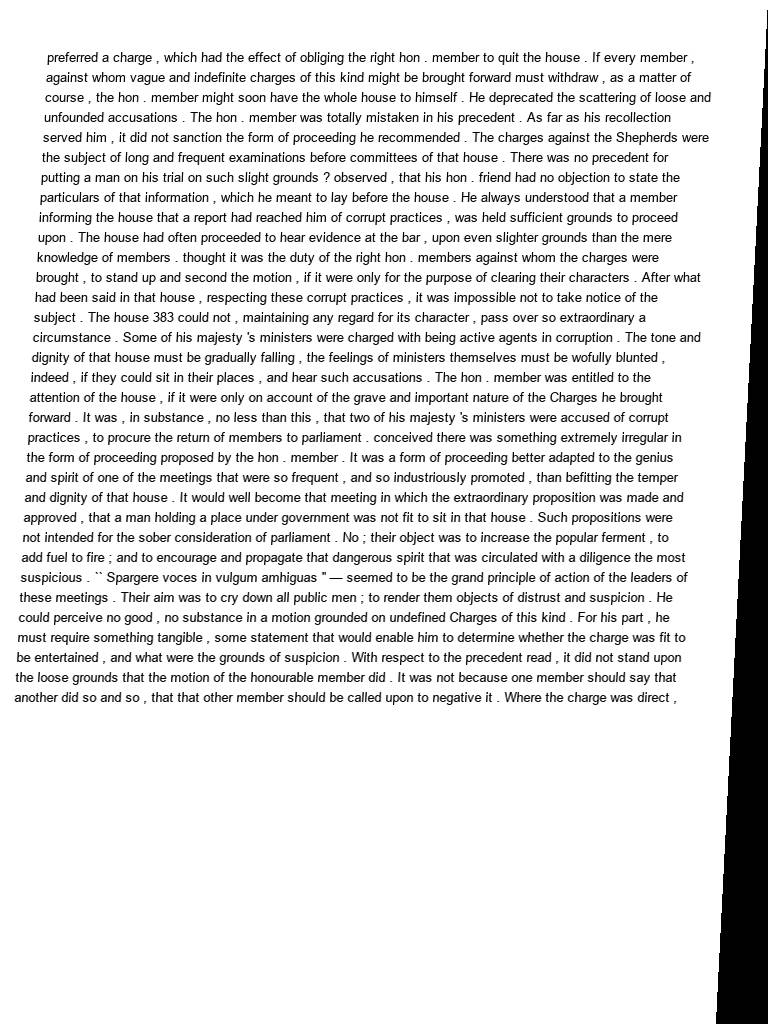 preferred a charge , which had the effect of obliging the right hon . member to quit the house . If every member ,
against whom vague and indefinite charges of this kind might be brought forward must withdraw , as a matter of
course , the hon . member might soon have the whole house to himself . He deprecated the scattering of loose and
unfounded accusations . The hon . member was totally mistaken in his precedent . As far as his recollection
served him , it did not sanction the form of proceeding he recommended . The charges against the Shepherds were
the subject of long and frequent examinations before committees of that house . There was no precedent for
putting a man on his trial on such slight grounds ? observed , that his hon . friend had no objection to state the
particulars of that information , which he meant to lay before the house . He always understood that a member
informing the house that a report had reached him of corrupt practices , was held sufficient grounds to proceed
upon . The house had often proceeded to hear evidence at the bar , upon even slighter grounds than the mere
knowledge of members . thought it was the duty of the right hon . members against whom the charges were
brought , to stand up and second the motion , if it were only for the purpose of clearing their characters . After what
had been said in that house , respecting these corrupt practices , it was impossible not to take notice of the
subject . The house 383 could not , maintaining any regard for its character , pass over so extraordinary a
circumstance . Some of his majesty 's ministers were charged with being active agents in corruption . The tone and
dignity of that house must be gradually falling , the feelings of ministers themselves must be wofully blunted ,
indeed , if they could sit in their places , and hear such accusations . The hon . member was entitled to the
attention of the house , if it were only on account of the grave and important nature of the Charges he brought
forward . It was , in substance , no less than this , that two of his majesty 's ministers were accused of corrupt
practices , to procure the return of members to parliament . conceived there was something extremely irregular in
the form of proceeding proposed by the hon . member . It was a form of proceeding better adapted to the genius
and spirit of one of the meetings that were so frequent , and so industriously promoted , than befitting the temper
and dignity of that house . It would well become that meeting in which the extraordinary proposition was made and
approved , that a man holding a place under government was not fit to sit in that house . Such propositions were
not intended for the sober consideration of parliament . No ; their object was to increase the popular ferment , to
add fuel to fire ; and to encourage and propagate that dangerous spirit that was circulated with a diligence the most
suspicious . `` Spargere voces in vulgum amhiguas '' — seemed to be the grand principle of action of the leaders of
these meetings . Their aim was to cry down all public men ; to render them objects of distrust and suspicion . He
could perceive no good , no substance in a motion grounded on undefined Charges of this kind . For his part , he
must require something tangible , some statement that would enable him to determine whether the charge was fit to
be entertained , and what were the grounds of suspicion . With respect to the precedent read , it did not stand upon
the loose grounds that the motion of the honourable member did . It was not because one member should say that
another did so and so , that that other member should be called upon to negative it . Where the charge was direct ,